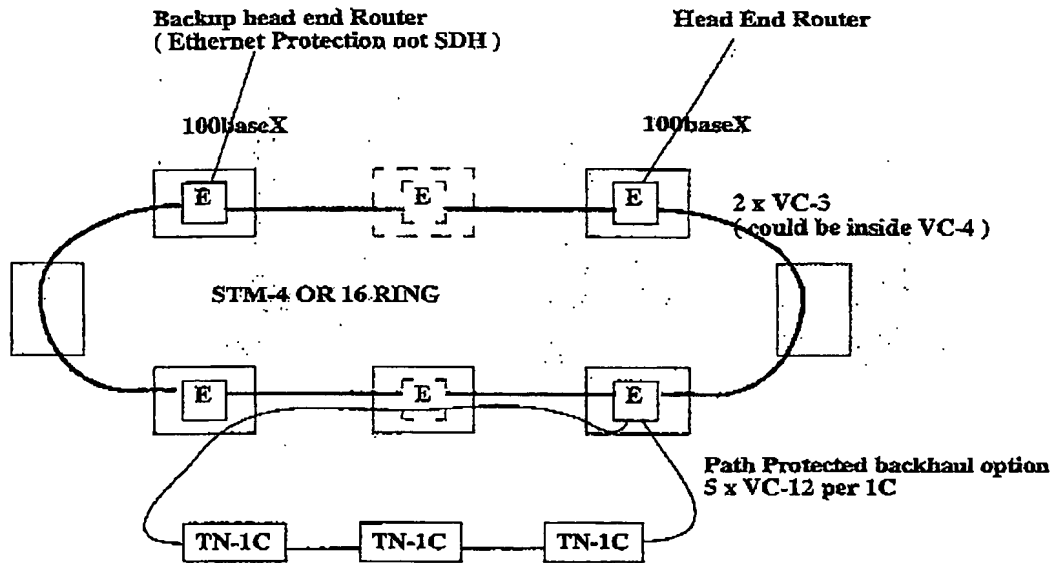 Backup head end Router
( Ethernet Protection not SDH )
Head End Router
100baseX
100baseX
E
E
E
2 x VC-3
( could be inside VC-4 )
STM-4 OR 16 RING
E
E
E
Path Protected backhaul option
5 x VC-12 per 1C
TN-1C
TN-1C
TN-1C